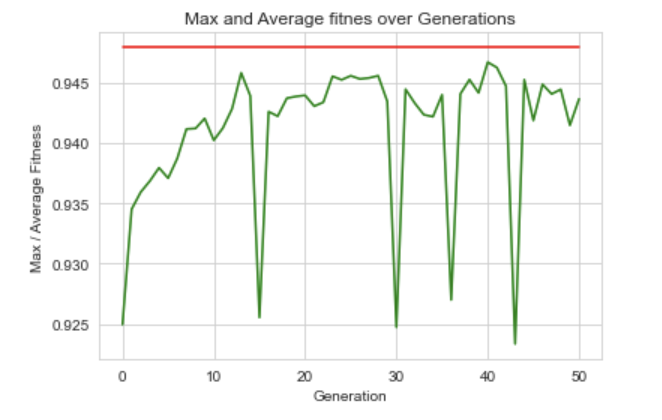 Max and Average fitnes over Generations
0.945
0.940
0.935
0.930
0.925
Max / Average Fitness
0 10 20 30 40 50
Generation